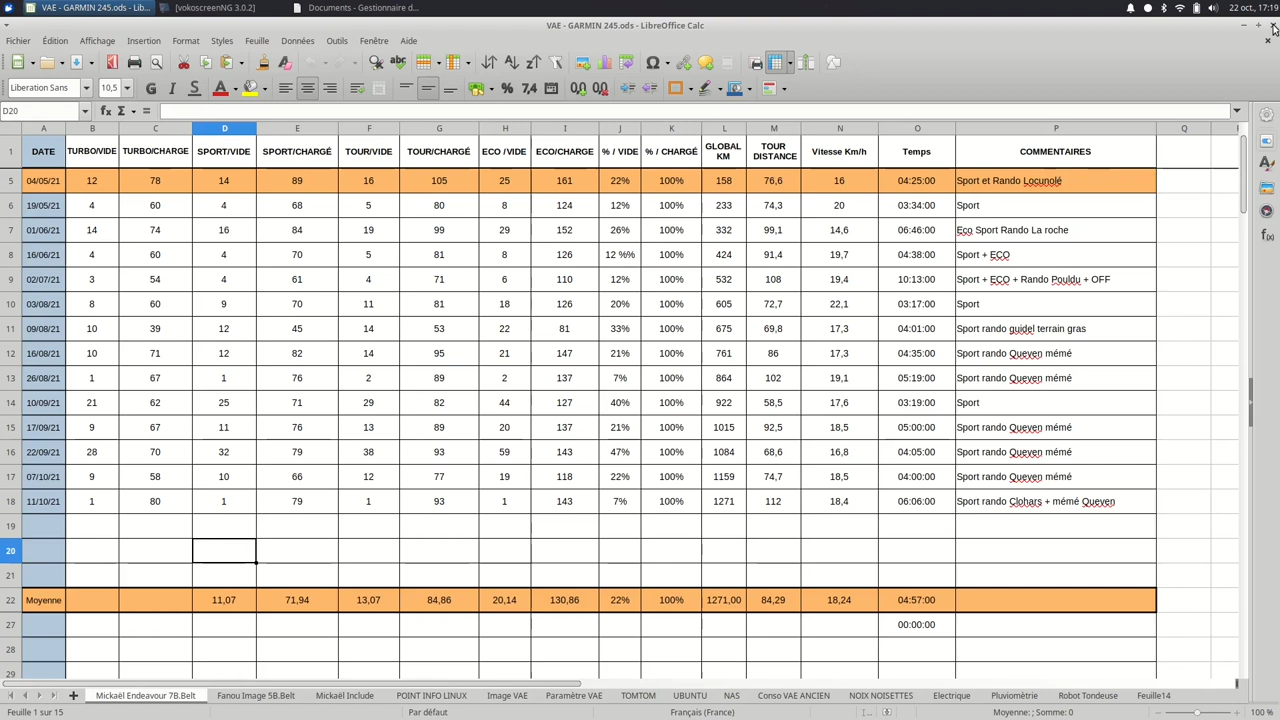 VAE - GARMIN 245.ods - Lib...
[vokoscreenNG 3.0.2]
Documents - Gestionnaire d...
22 oct., 17:19
VAE - GARMIN 245.ods - LibreOffice Calc
Fichier Édition Affichage Insertion Format Styles Feuille Données Outils Fenêtre Aide
Liberation Sans 10,5
D20
A B C D E F G H I J K L M N O P Q
1 DATE TURBO/VIDE TURBO/CHARGE SPORT/VIDE SPORT/CHARGÉ TOUR/VIDE TOUR/CHARGÉ ECO /VIDE ECO/CHARGE % / VIDE % / CHARGÉ GLOBAL KM TOUR DISTANCE Vitesse Km/h Temps COMMENTAIRES
5 04/05/21 12 78 14 89 16 105 25 161 22% 100% 158 76,6 16 04:25:00 Sport et Rando Locunolé
6 19/05/21 4 60 4 68 5 80 8 124 12% 100% 233 74,3 20 03:34:00 Sport
7 01/06/21 14 74 16 84 19 99 29 152 26% 100% 332 99,1 14,6 06:46:00 Eco Sport Rando La roche
8 16/06/21 4 60 4 70 5 81 8 126 12 %% 100% 424 91,4 19,7 04:38:00 Sport + ECO
9 02/07/21 3 54 4 61 4 71 6 110 12% 100% 532 108 19,4 10:13:00 Sport + ECO + Rando Pouldu + OFF
10 03/08/21 8 60 9 70 11 81 18 126 20% 100% 605 72,7 22,1 03:17:00 Sport
11 09/08/21 10 39 12 45 14 53 22 81 33% 100% 675 69,8 17,3 04:01:00 Sport rando guidel terrain gras
12 16/08/21 10 71 12 82 14 95 21 147 21% 100% 761 86 17,3 04:35:00 Sport rando Queven mémé
13 26/08/21 1 67 1 76 2 89 2 137 7% 100% 864 102 19,1 05:19:00 Sport rando Queven mémé
14 10/09/21 21 62 25 71 29 82 44 127 40% 100% 922 58,5 17,6 03:19:00 Sport
15 17/09/21 9 67 11 76 13 89 20 137 21% 100% 1015 92,5 18,5 05:00:00 Sport rando Queven mémé
16 22/09/21 28 70 32 79 38 93 59 143 47% 100% 1084 68,6 16,8 04:05:00 Sport rando Queven mémé
17 07/10/21 9 58 10 66 12 77 19 118 22% 100% 1159 74,7 18,5 04:00:00 Sport rando Queven mémé
18 11/10/21 1 80 1 79 1 93 1 143 7% 100% 1271 112 18,4 06:06:00 Sport rando Clohars + mémé Queven
19
20
21
22 Moyenne 11,07 71,94 13,07 84,86 20,14 130,86 22% 100% 1271,00 84,29 18,24 04:57:00
27 00:00:00
28
29
Mickaël Endeavour 7B.Belt Fanou Image 5B.Belt Mickaël Include POINT INFO LINUX Image VAE Paramètre VAE TOMTOM UBUNTU NAS Conso VAE ANCIEN NOIX NOISETTES Electrique Pluviométrie Robot Tondeuse Feuille14
Feuille 1 sur 15 Par défaut Français (France) Moyenne: ; Somme: 0 100 %